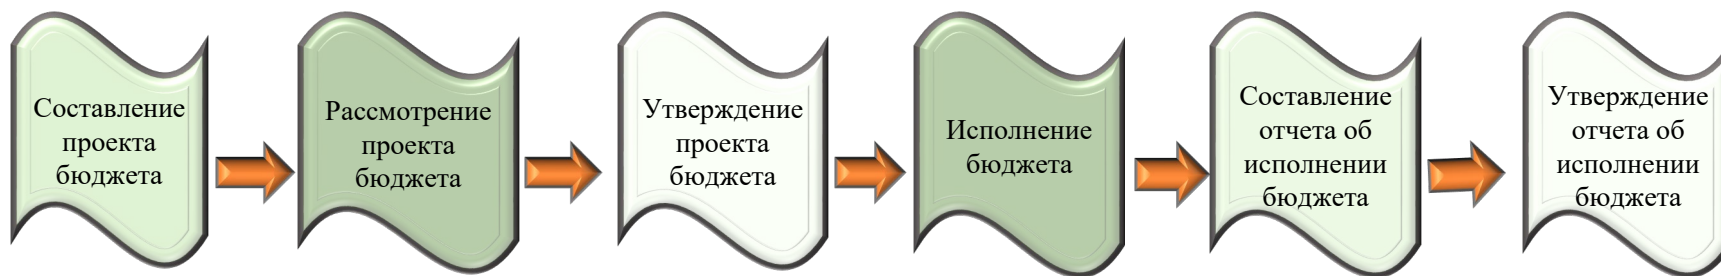 Составление
проекта
бюджета
Рассмотрение
проекта
бюджета
Утверждение
проекта
бюджета
Исполнение
бюджета
Составление
отчета об
исполнении
бюджета
Утверждение
отчета об
исполнении
бюджета